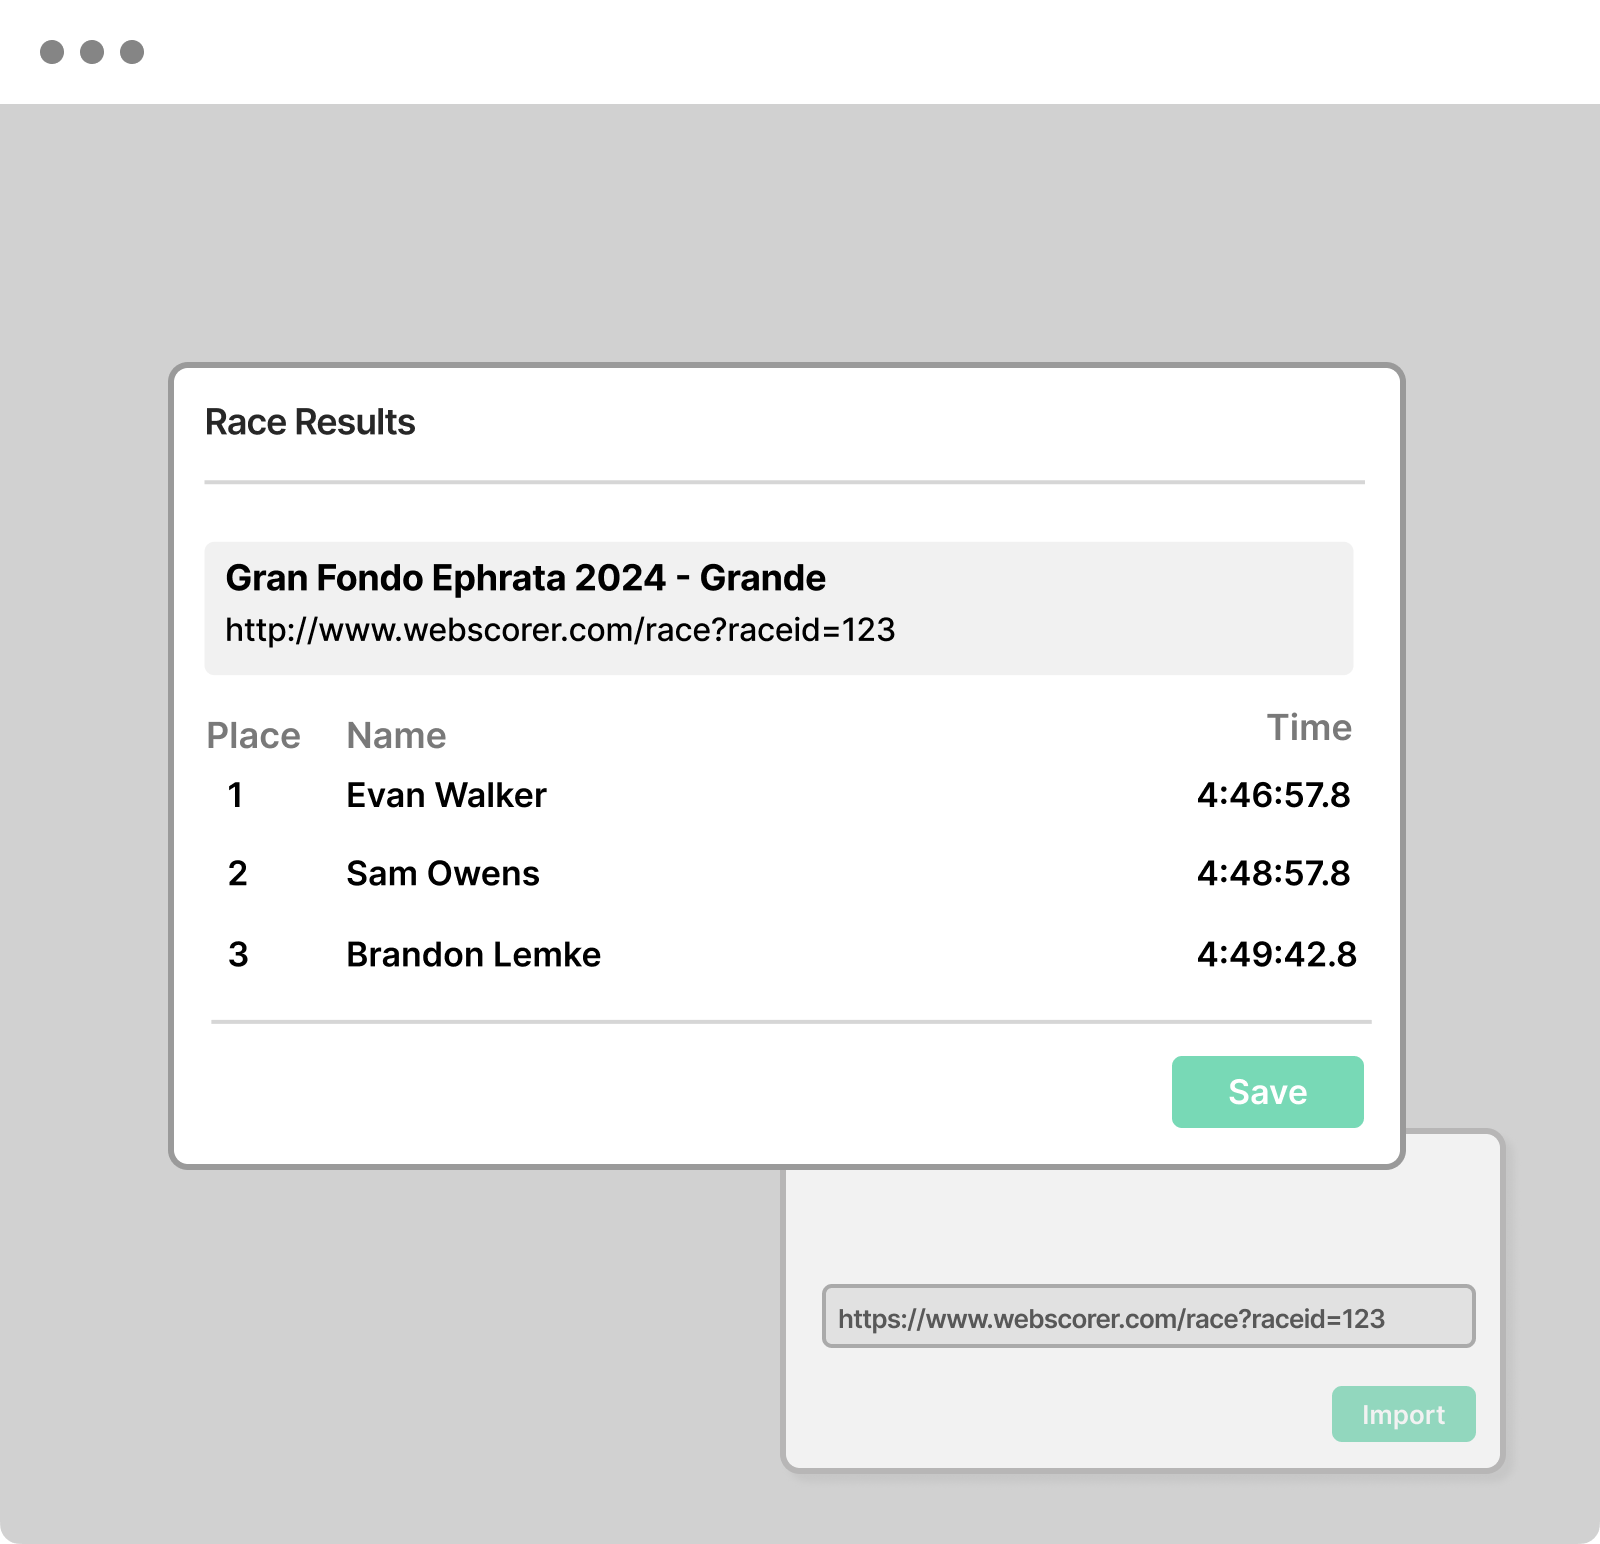 Race Results
Gran Fondo Ephrata 2024 - Grande
http://www.webscorer.com/race?raceid=123
Place Name Time
1 Evan Walker 4:46:57.8
2 Sam Owens 4:48:57.8
3 Brandon Lemke 4:49:42.8
Save
https://www.webscorer.com/race?raceid=123
Import